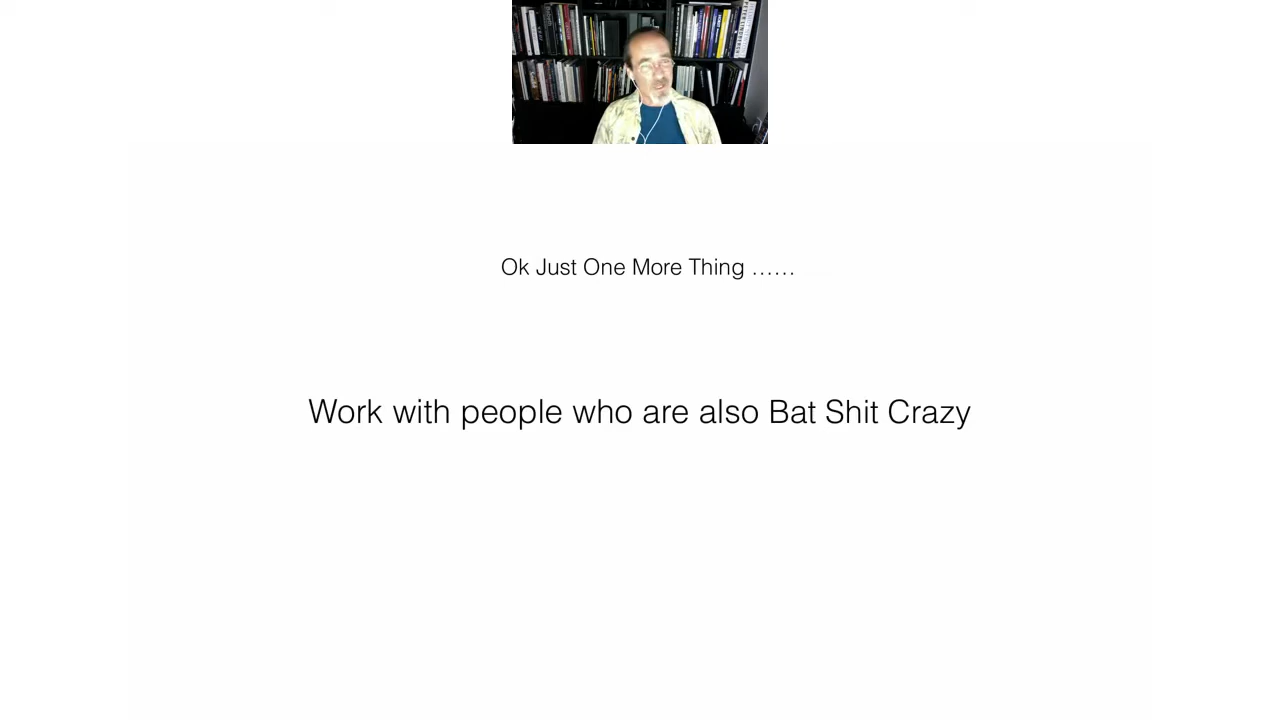 Ok Just One More Thing ......
Work with people who are also Bat Shit Crazy